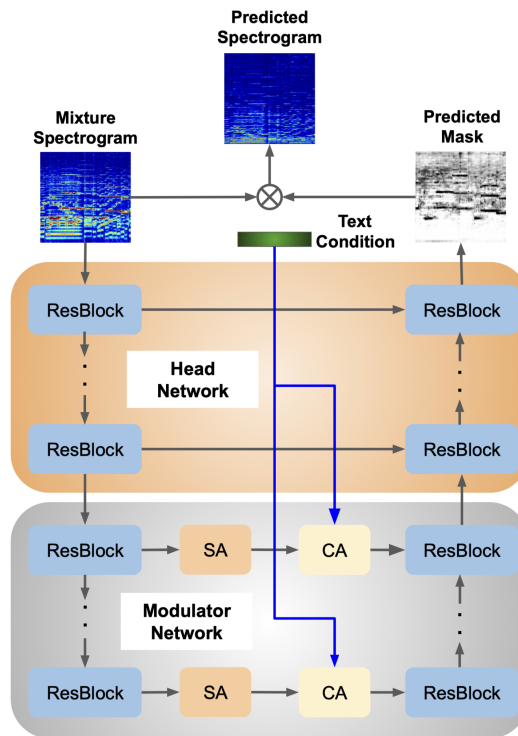 Predicted
Spectrogram
Mixture
Spectrogram
Predicted
Mask
Text
Condition
ResBlock
ResBlock
Head
Network
ResBlock
ResBlock
ResBlock
SA
CA
ResBlock
Modulator
Network
ResBlock
SA
CA
ResBlock